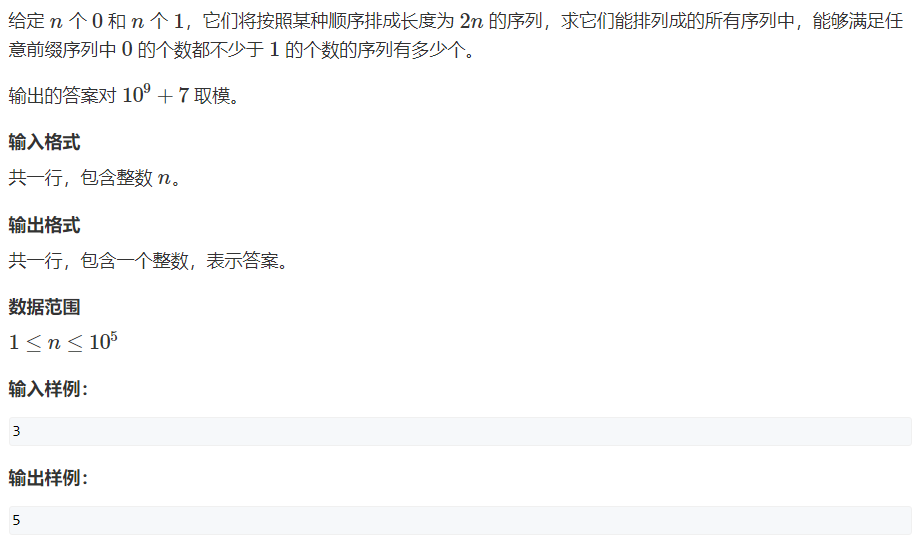 给定 n 个 0 和 n 个 1，它们将按照某种顺序排成长度为 2n 的序列，求它们能排列成的所有序列中，能够满足任
意前缀序列中 0 的个数都不少于 1 的个数的序列有多少个。
输出的答案对 10^9 + 7 取模。
输入格式
共一行，包含整数 n。
输出格式
共一行，包含一个整数，表示答案。
数据范围
1 ≤ n ≤ 10^5
输入样例：
3
输出样例：
5